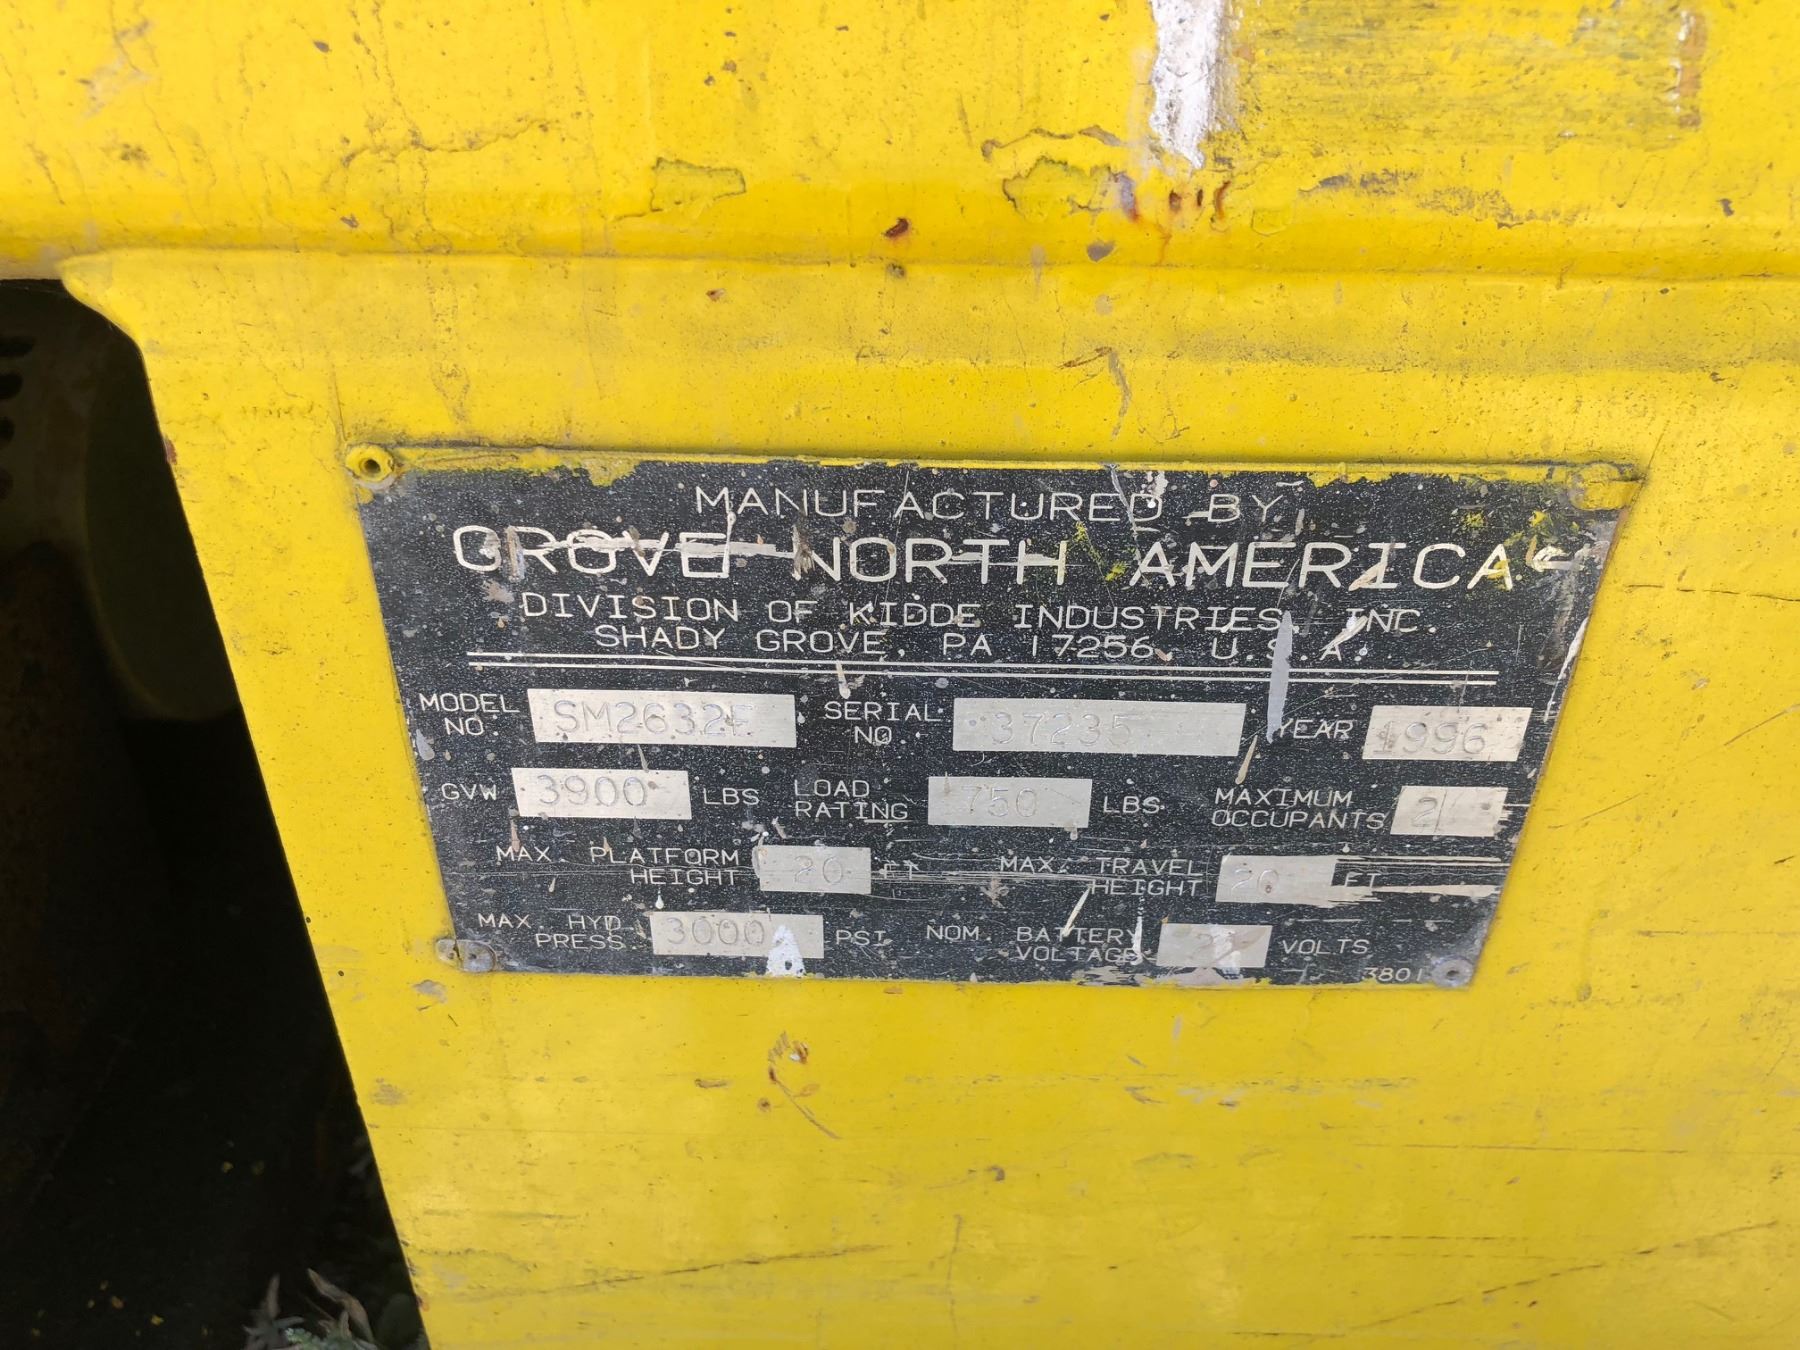 MANUFACTURED BY
GROVE NORTH AMERICA
DIVISION OF KIDDE INDUSTRIES, INC.
SHADY GROVE, PA 17256, U.S.A.
MODEL NO. SM2632E SERIAL NO. 37235 YEAR 1996
GVW 3900 LBS LOAD RATING 750 LBS. MAXIMUM OCCUPANTS 2
MAX. PLATFORM HEIGHT 20 FT MAX. TRAVEL HEIGHT 20 FT
MAX. HYD. PRESS. 3000 PSI NOM. BATTERY VOLTAGE VOLTS
3801